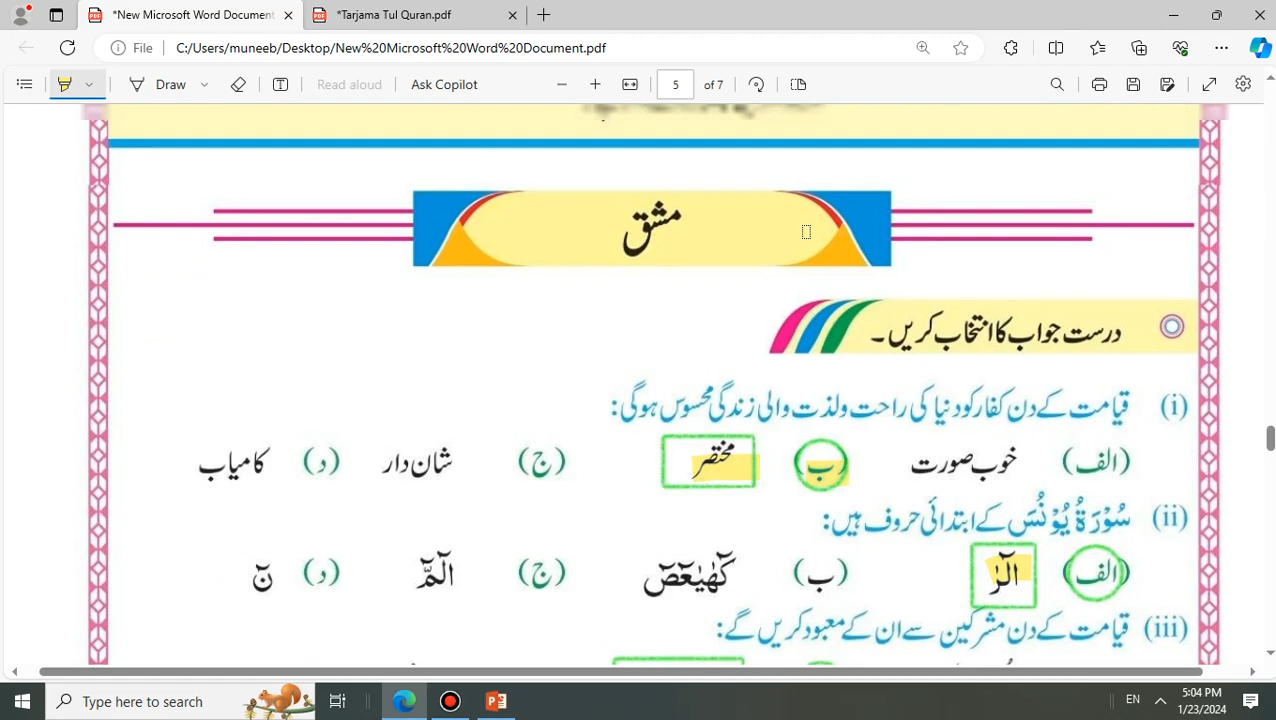 *New Microsoft Word Document
*Tarjama Tul Quran.pdf
File C:/Users/muneeb/Desktop/New%20Microsoft%20Word%20Document.pdf
Draw Read aloud Ask Copilot 5 of 7
مشق
درست جواب کا انتخاب کریں۔
(i) قیامت کے دن کفار کو دنیا کی راحت ولذت والی زندگی محسوس ہوگی:
(الف) خوب صورت (ب) مختصر (ج) شان دار (د) کامیاب
(ii) سُوْرَةُ يُوْنُسَ کے ابتدائی حروف ہیں:
(الف) الٓرٰ (ب) كٓهٰيٰعٓصٓ (ج) الٓمّٓ (د) نٓ
(iii) قیامت کے دن مشرکین سے ان کے معبود کریں گے:
Type here to search
EN
5:04 PM
1/23/2024